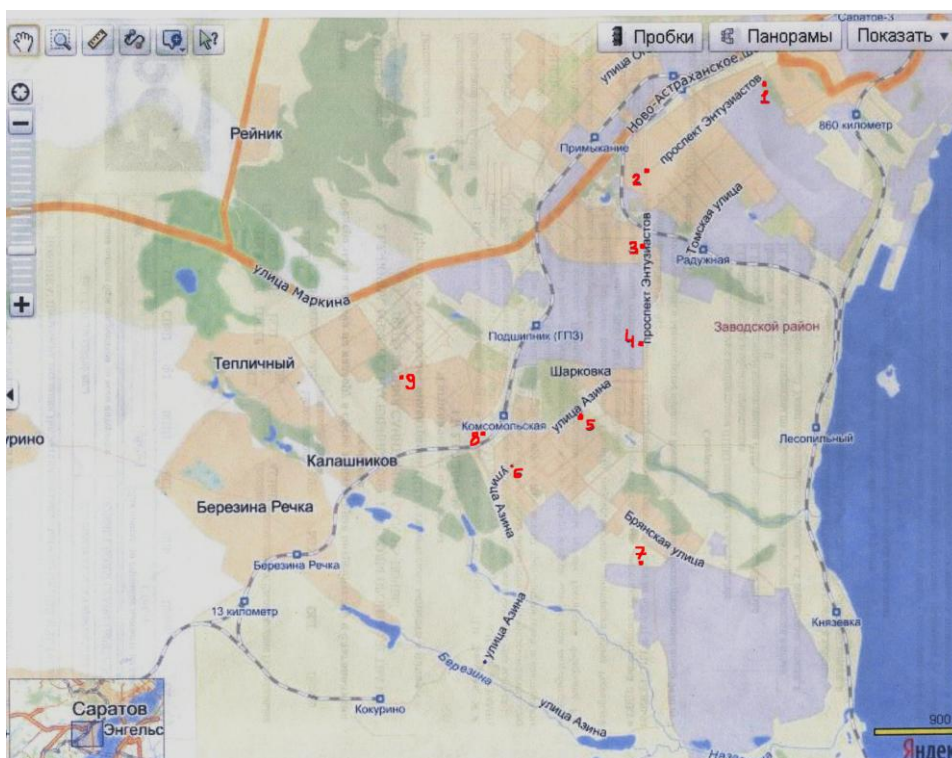 Саратов-3
Пробки
Панорамы
Показать
Ново-Астраханское
проспект Энтузиастов
1
860 километр
Рейник
Примыкание
2
Томская улица
проспект Энтузиастов
3
Радужная
улица Маркина
Подшипник (ГПЗ)
4
проспект Энтузиастов
Заводской район
Тепличный
Шарковка
9
улица Азина
5
Комсомольская
8
Лесопильный
Калашников
6
улица Азина
Березина Речка
Брянская улица
7
Березина Речка
13 километр
улица Азина
Князевка
Березина
Кокурино
улица Азина
Саратов
Энгельс
900